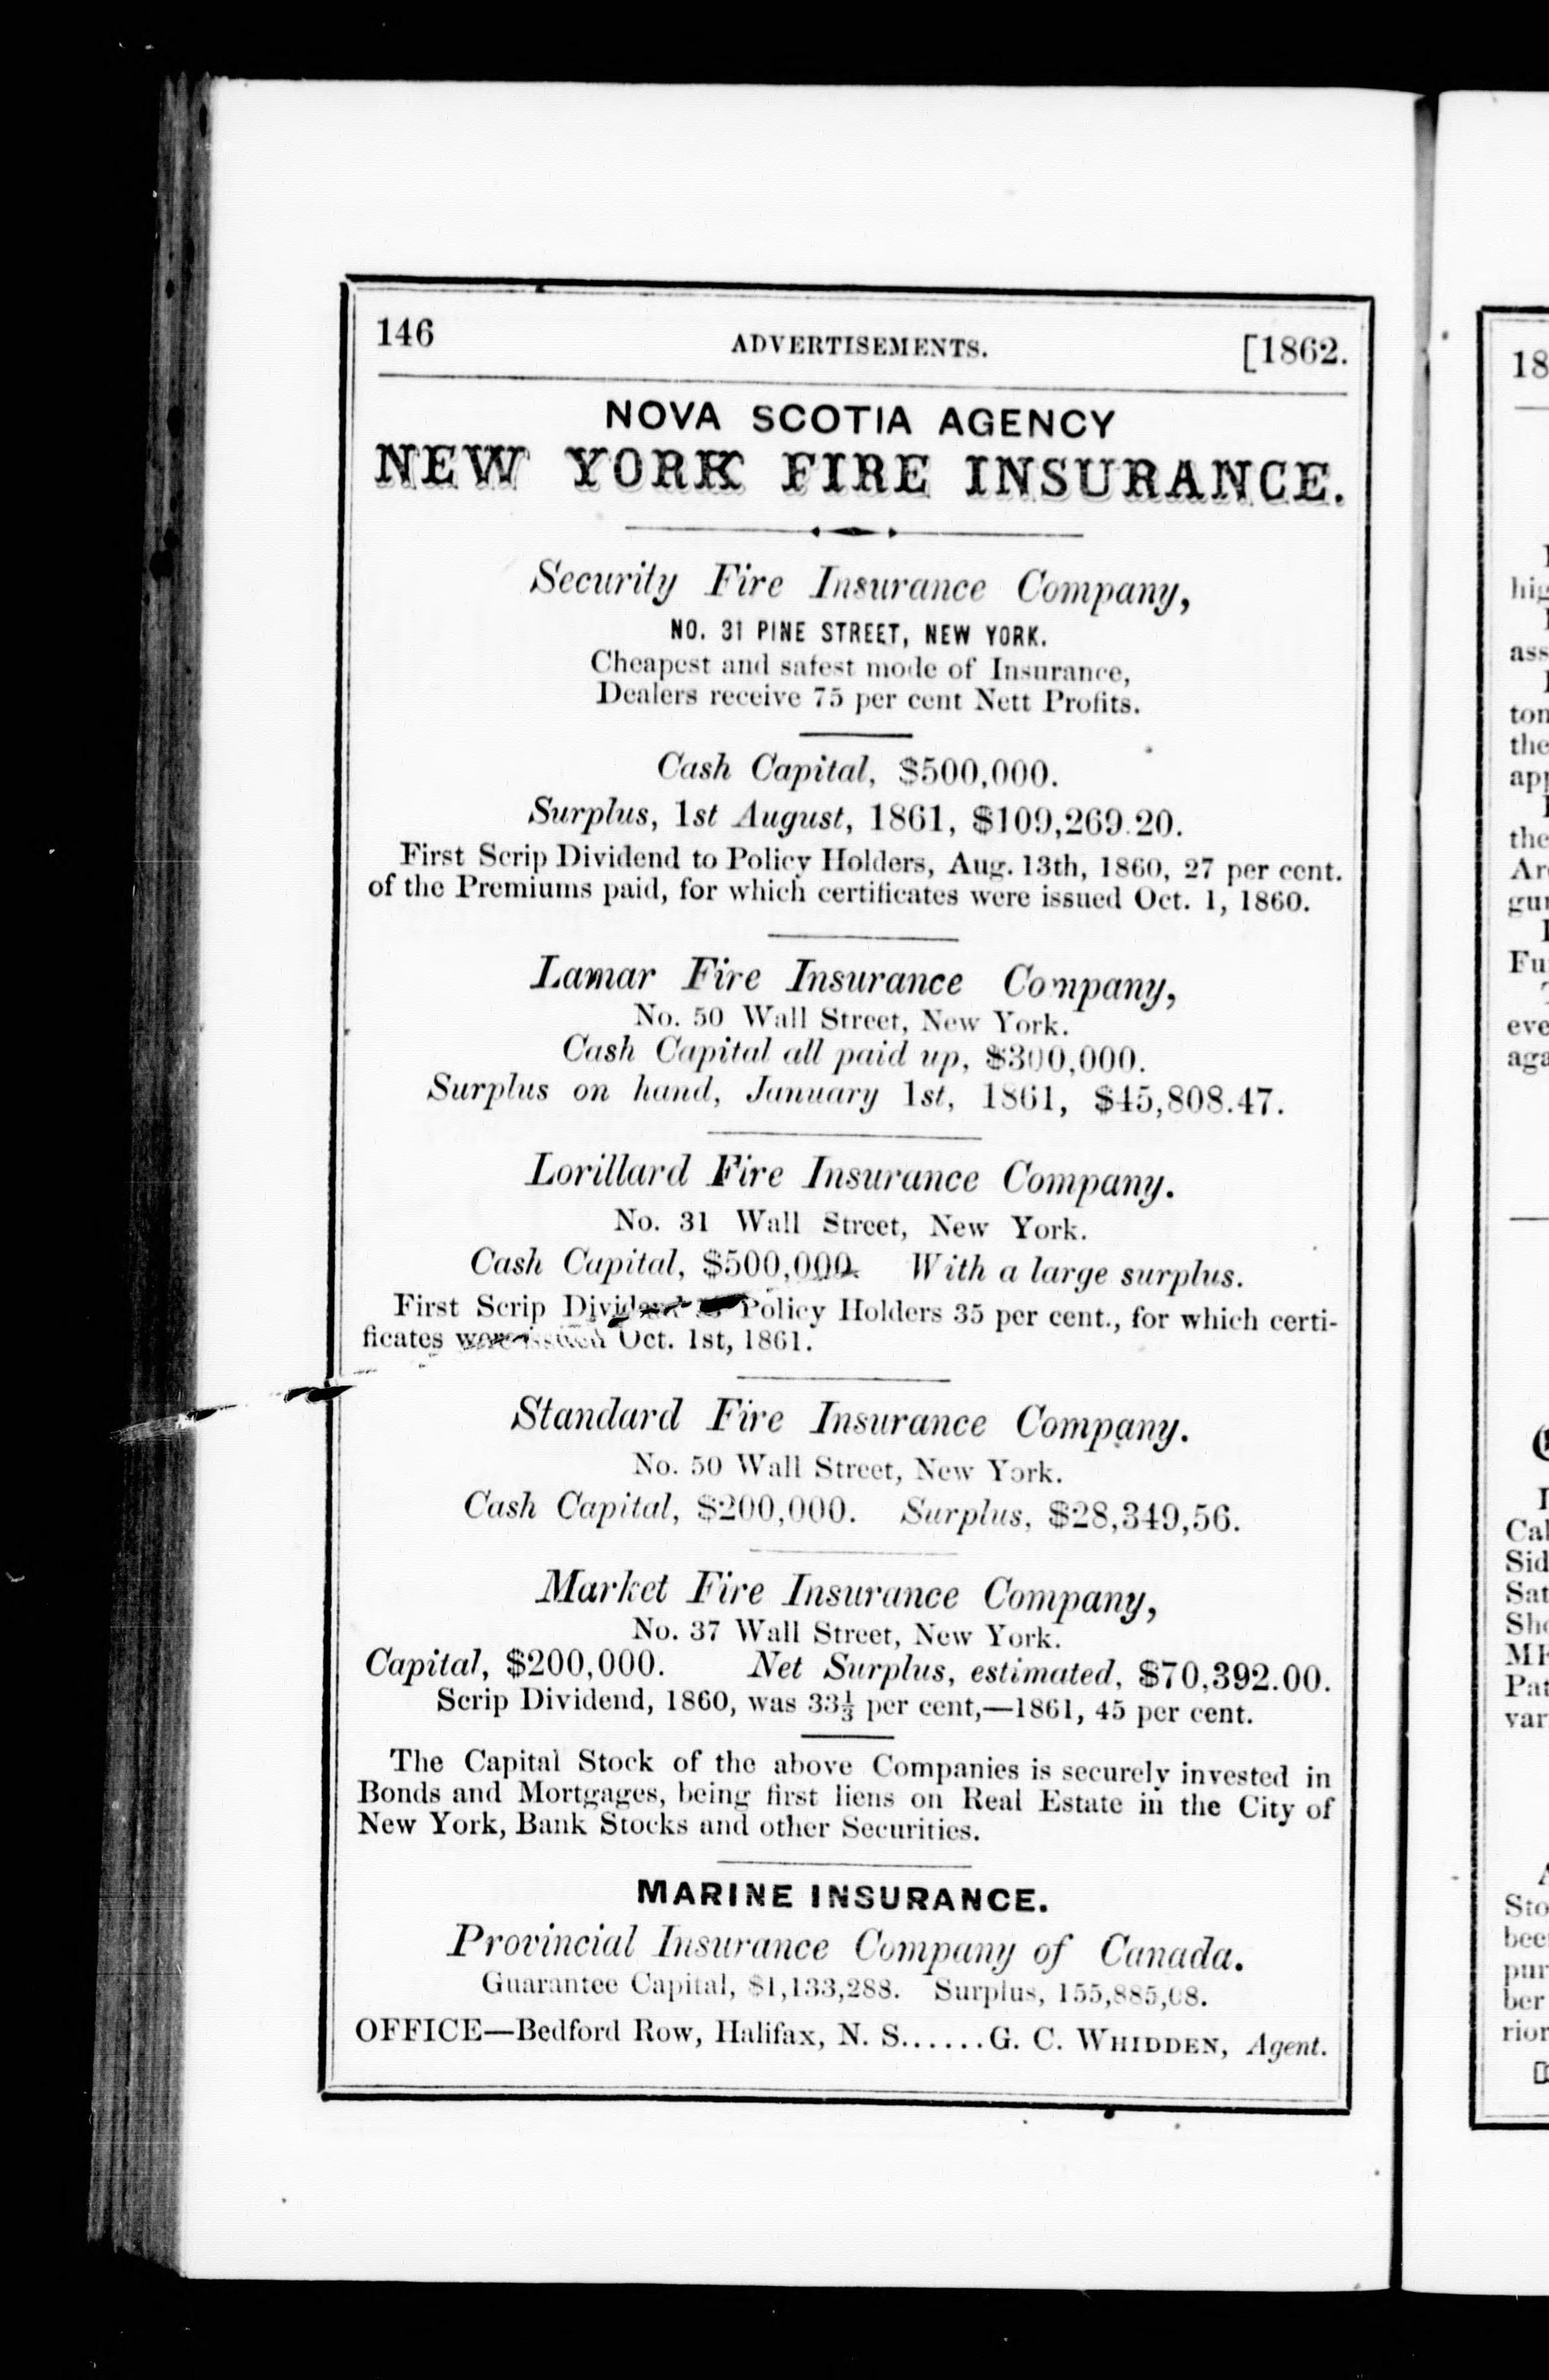 146 ADVERTISEMENTS. [1862.
NOVA SCOTIA AGENCY
NEW YORK FIRE INSURANCE.
Security Fire Insurance Company,
NO. 31 PINE STREET, NEW YORK.
Cheapest and safest mode of Insurance,
Dealers receive 75 per cent Nett Profits.
Cash Capital, $500,000.
Surplus, 1st August, 1861, $109,269.20.
First Scrip Dividend to Policy Holders, Aug. 13th, 1860, 27 per cent.
of the Premiums paid, for which certificates were issued Oct. 1, 1860.
Lamar Fire Insurance Company,
No. 50 Wall Street, New York.
Cash Capital all paid up, $300,000.
Surplus on hand, January 1st, 1861, $45,808.47.
Lorillard Fire Insurance Company.
No. 31 Wall Street, New York.
Cash Capital, $500,000. With a large surplus.
First Scrip Dividend Policy Holders 35 per cent., for which certi-
ficates were issued Oct. 1st, 1861.
Standard Fire Insurance Company.
No. 50 Wall Street, New York.
Cash Capital, $200,000. Surplus, $28,349,56.
Market Fire Insurance Company,
No. 37 Wall Street, New York.
Capital, $200,000. Net Surplus, estimated, $70,392.00.
Scrip Dividend, 1860, was 33⅓ per cent,—1861, 45 per cent.
The Capital Stock of the above Companies is securely invested in
Bonds and Mortgages, being first liens on Real Estate in the City of
New York, Bank Stocks and other Securities.
MARINE INSURANCE.
Provincial Insurance Company of Canada.
Guarantee Capital, $1,133,288. Surplus, 155,885,08.
OFFICE—Bedford Row, Halifax, N. S......G. C. WHIDDEN, Agent.